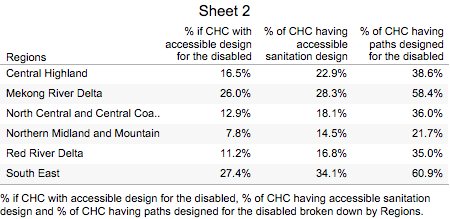 Sheet 2
% if CHC with accessible design for the disabled
% of CHC having accessible sanitation design
% of CHC having paths designed for the disabled
Regions
Central Highland 16.5% 22.9% 38.6%
Mekong River Delta 26.0% 28.3% 58.4%
North Central and Central Coa.. 12.9% 18.1% 36.0%
Northern Midland and Mountain 7.8% 14.5% 21.7%
Red River Delta 11.2% 16.8% 35.0%
South East 27.4% 34.1% 60.9%
% if CHC with accessible design for the disabled, % of CHC having accessible sanitation
design and % of CHC having paths designed for the disabled broken down by Regions.